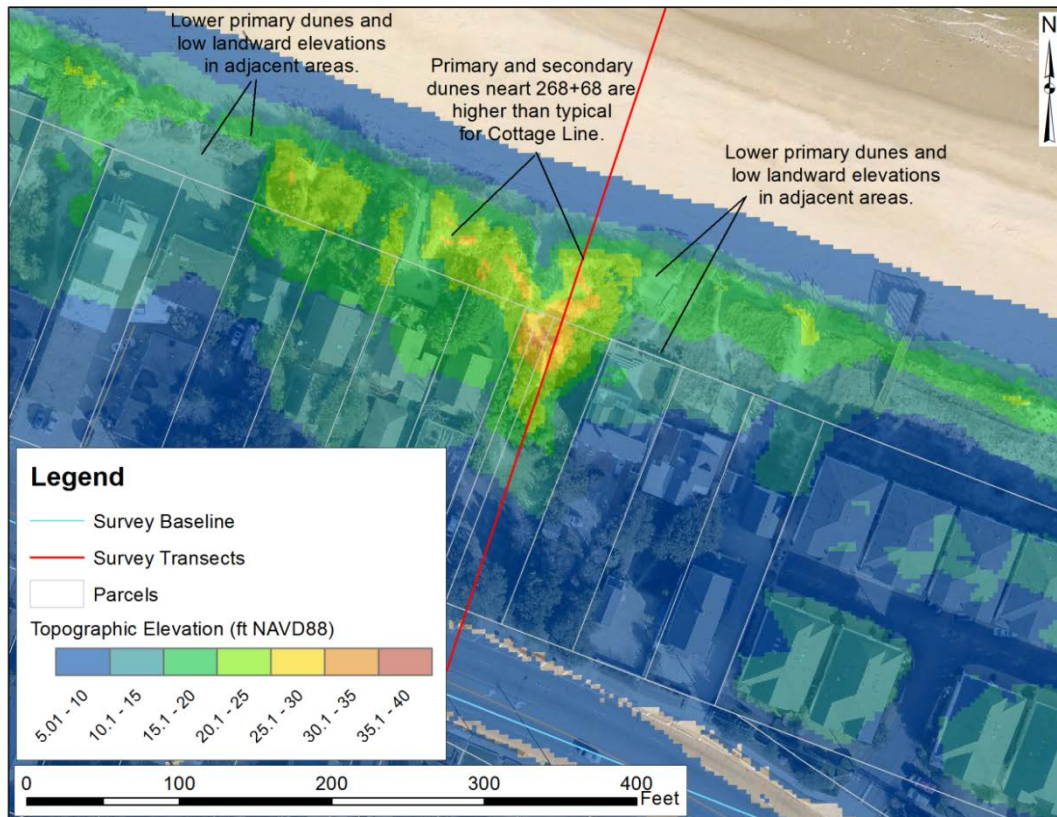 Lower primary dunes and
low landward elevations
in adjacent areas.
Primary and secondary
dunes neart 268+68 are
higher than typical
for Cottage Line.
Lower primary dunes and
low landward elevations
in adjacent areas.
N
Legend
Survey Baseline
Survey Transects
Parcels
Topographic Elevation (ft NAVD88)
5.01 - 10
10.1 - 15
15.1 - 20
20.1 - 25
25.1 - 30
30.1 - 35
35.1 - 40
0 100 200 300 400
Feet